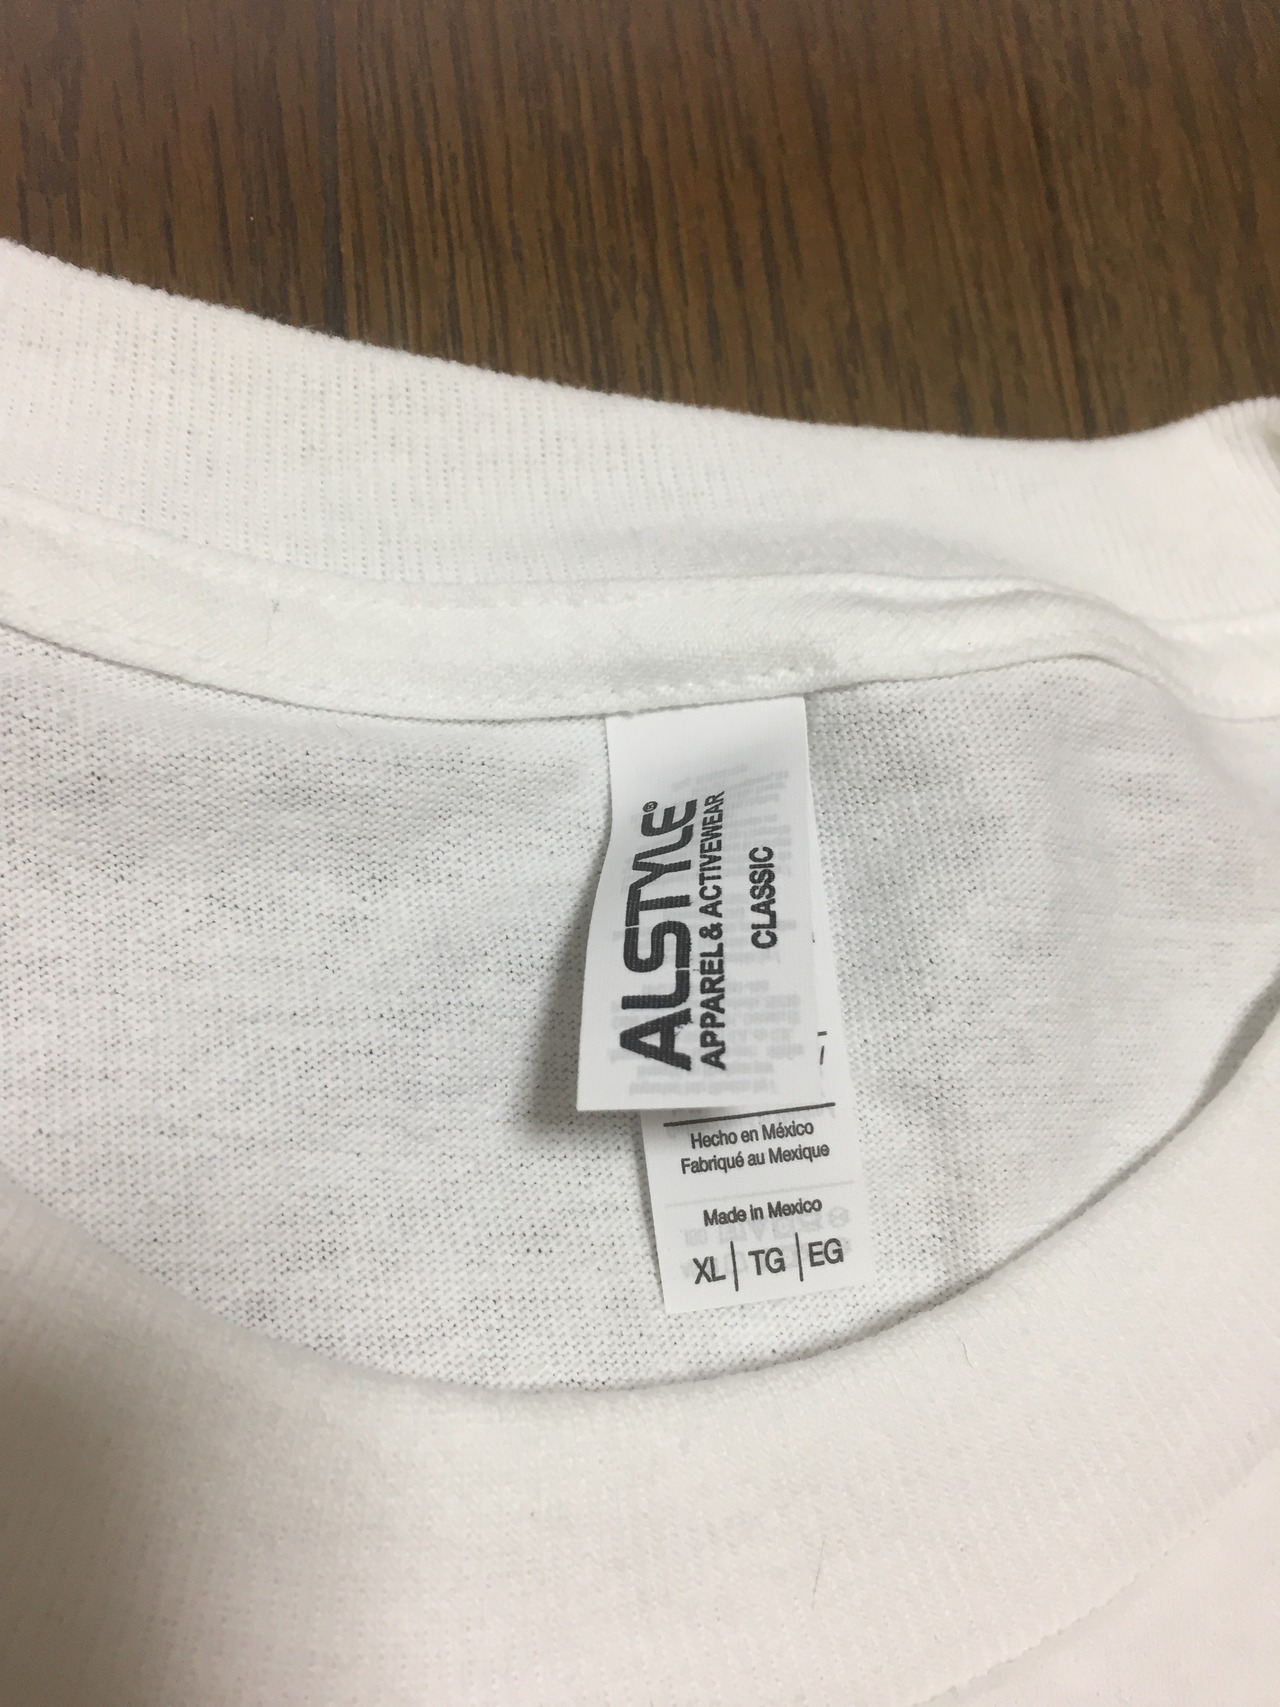 ALSTYLE®
APPAREL & ACTIVEWEAR
CLASSIC
Hecho en México
Fabriqué au Mexique
Made in Mexico
XL | TG | EG